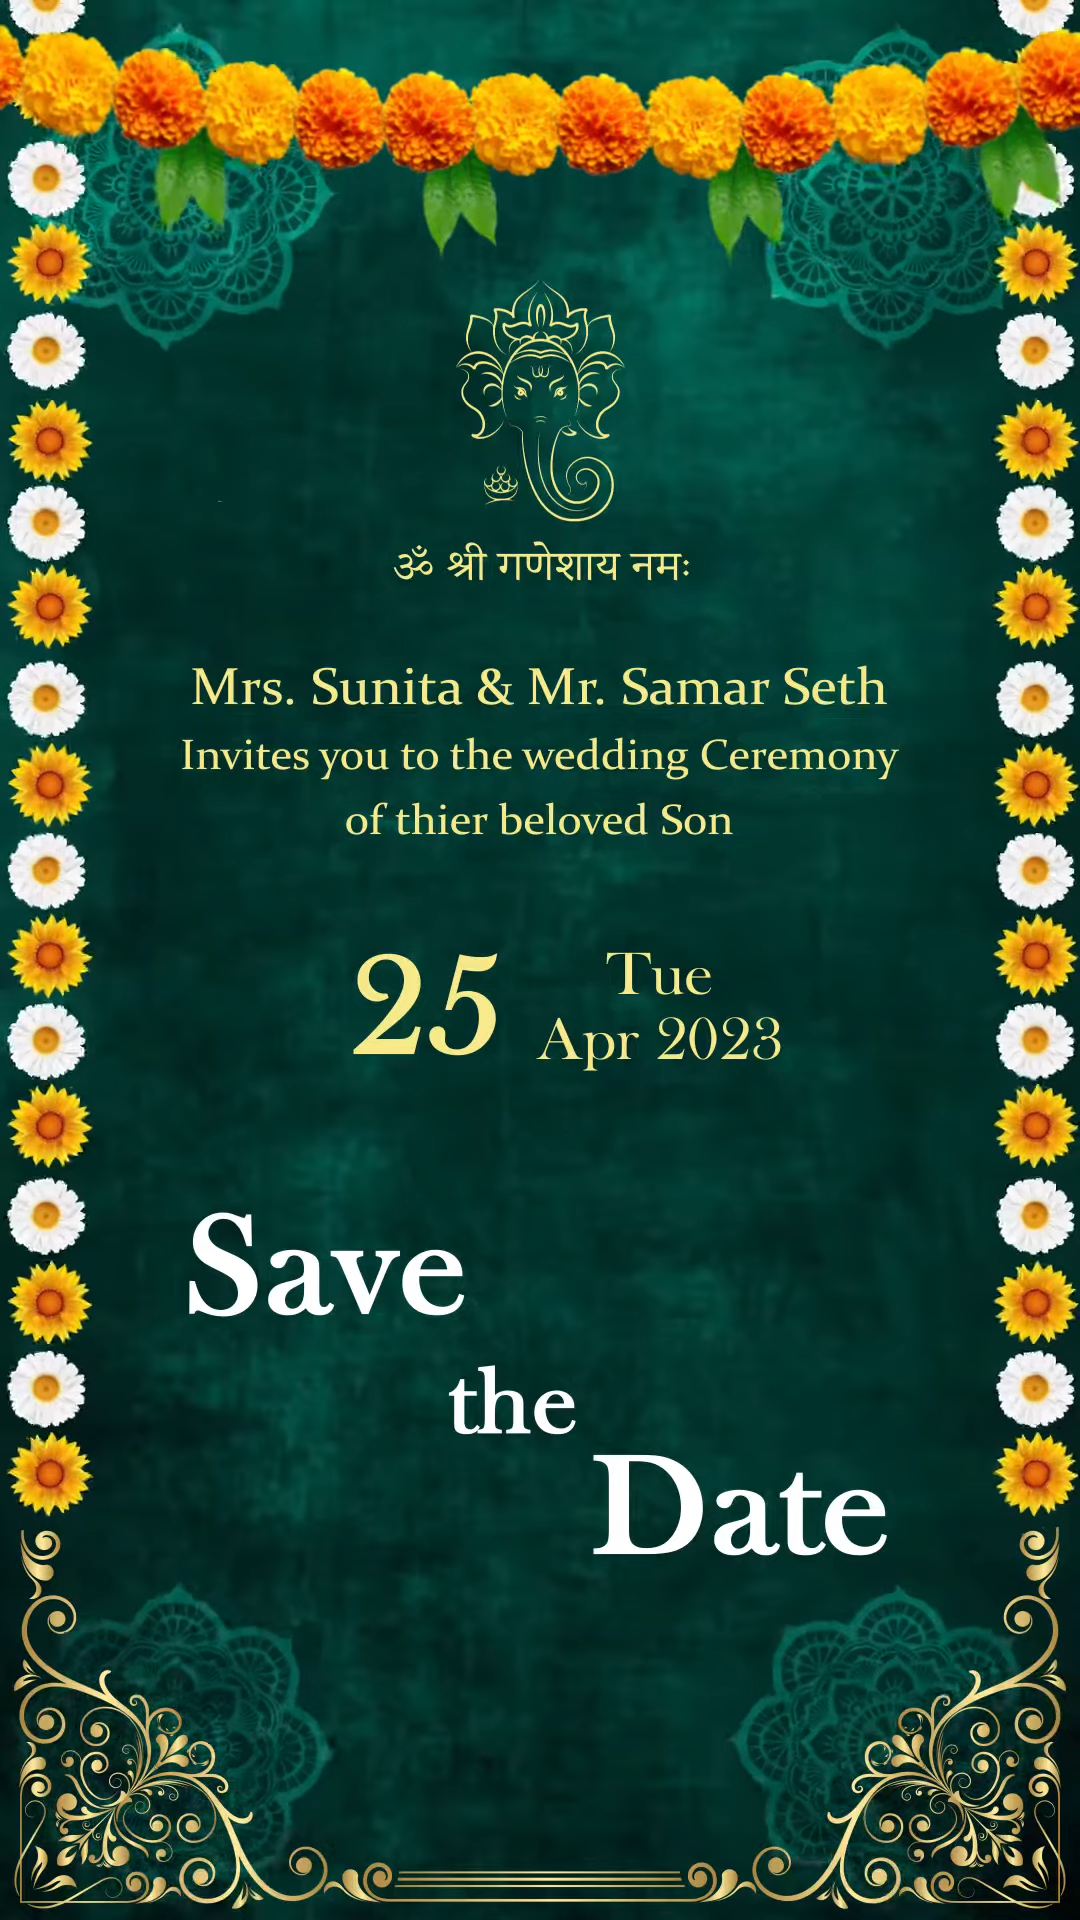 ॐ श्री गणेशाय नमः
Mrs. Sunita & Mr. Samar Seth
Invites you to the wedding Ceremony
of thier beloved Son
25 Tue
Apr 2023
Save
the
Date